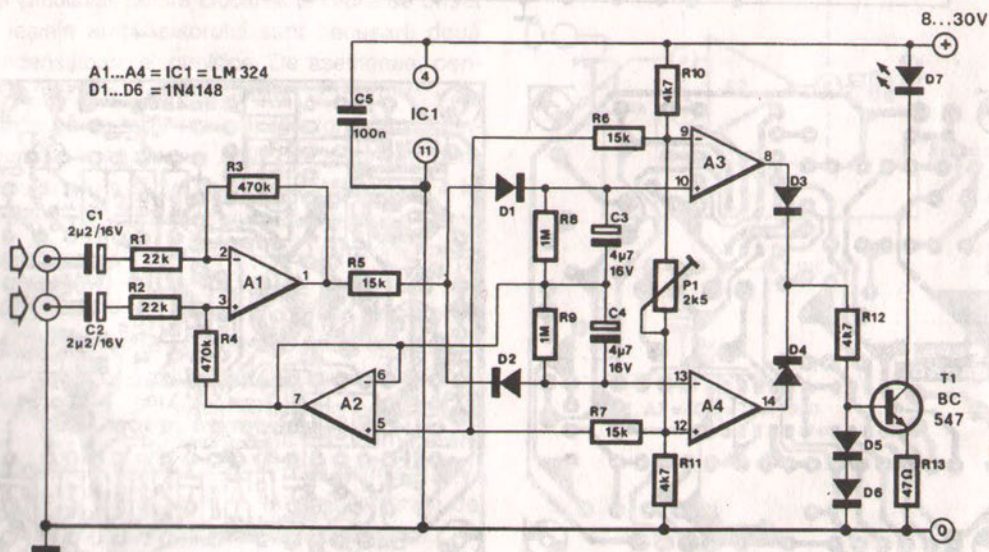 8...30V
A1...A4 = IC1 = LM 324
D1...D6 = 1N4148
4
C5
100n
IC1
11
R10
4k7
D7
R6
15k
9
A3
8
10
D3
R3
470k
C1
2µ2/16V
R1
22k
2
A1
1
3
R5
15k
D1
R8
1M
C3
4µ7
16V
P1
2k5
R2
22k
C2
2µ2/16V
R4
470k
R9
1M
C4
4µ7
16V
R12
4k7
D2
D4
6
7
A2
5
13
A4
14
12
R7
15k
R11
4k7
T1
BC
547
D5
D6
R13
47Ω
0